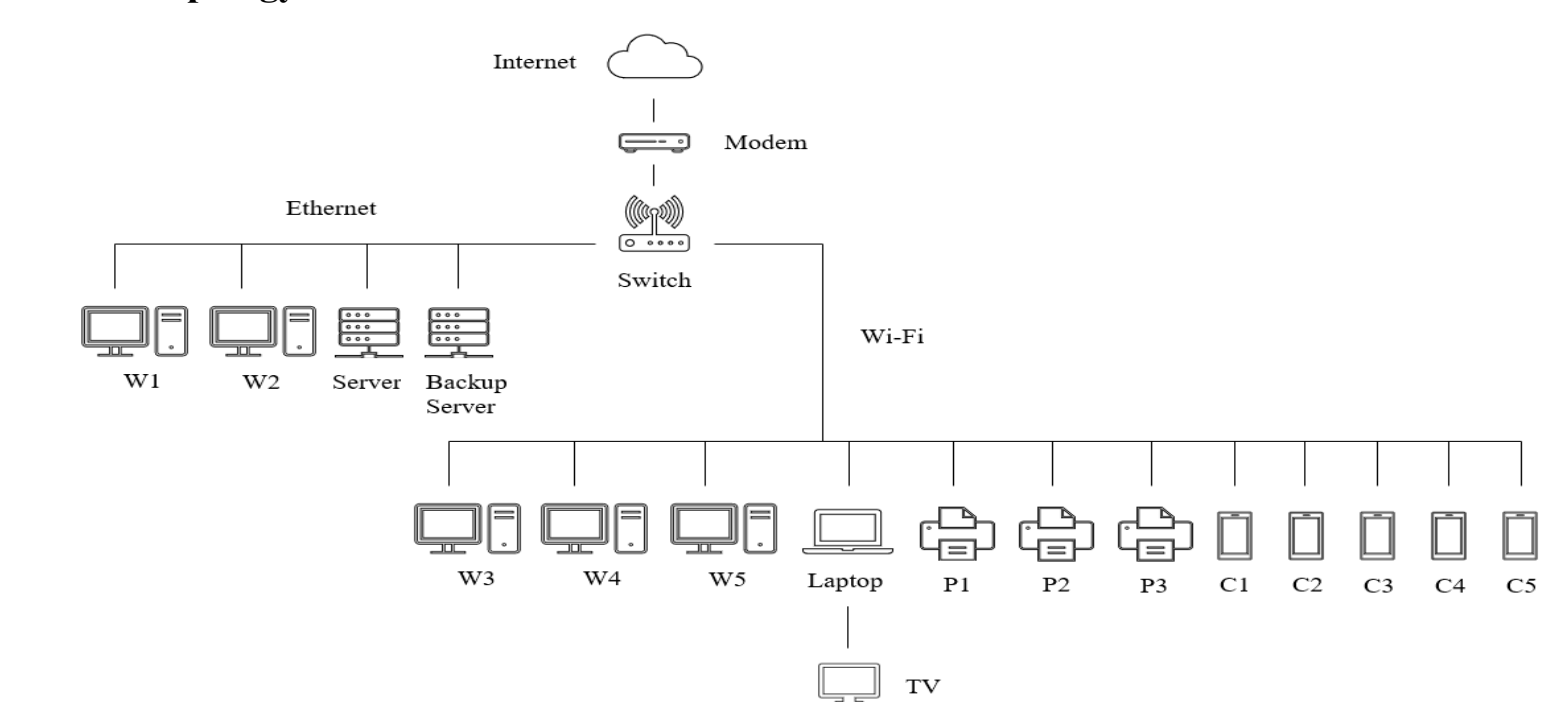 Internet
Modem
Ethernet
Switch
W1
W2
Server
Backup
Server
Wi-Fi
W3
W4
W5
Laptop
P1
P2
P3
C1
C2
C3
C4
C5
TV